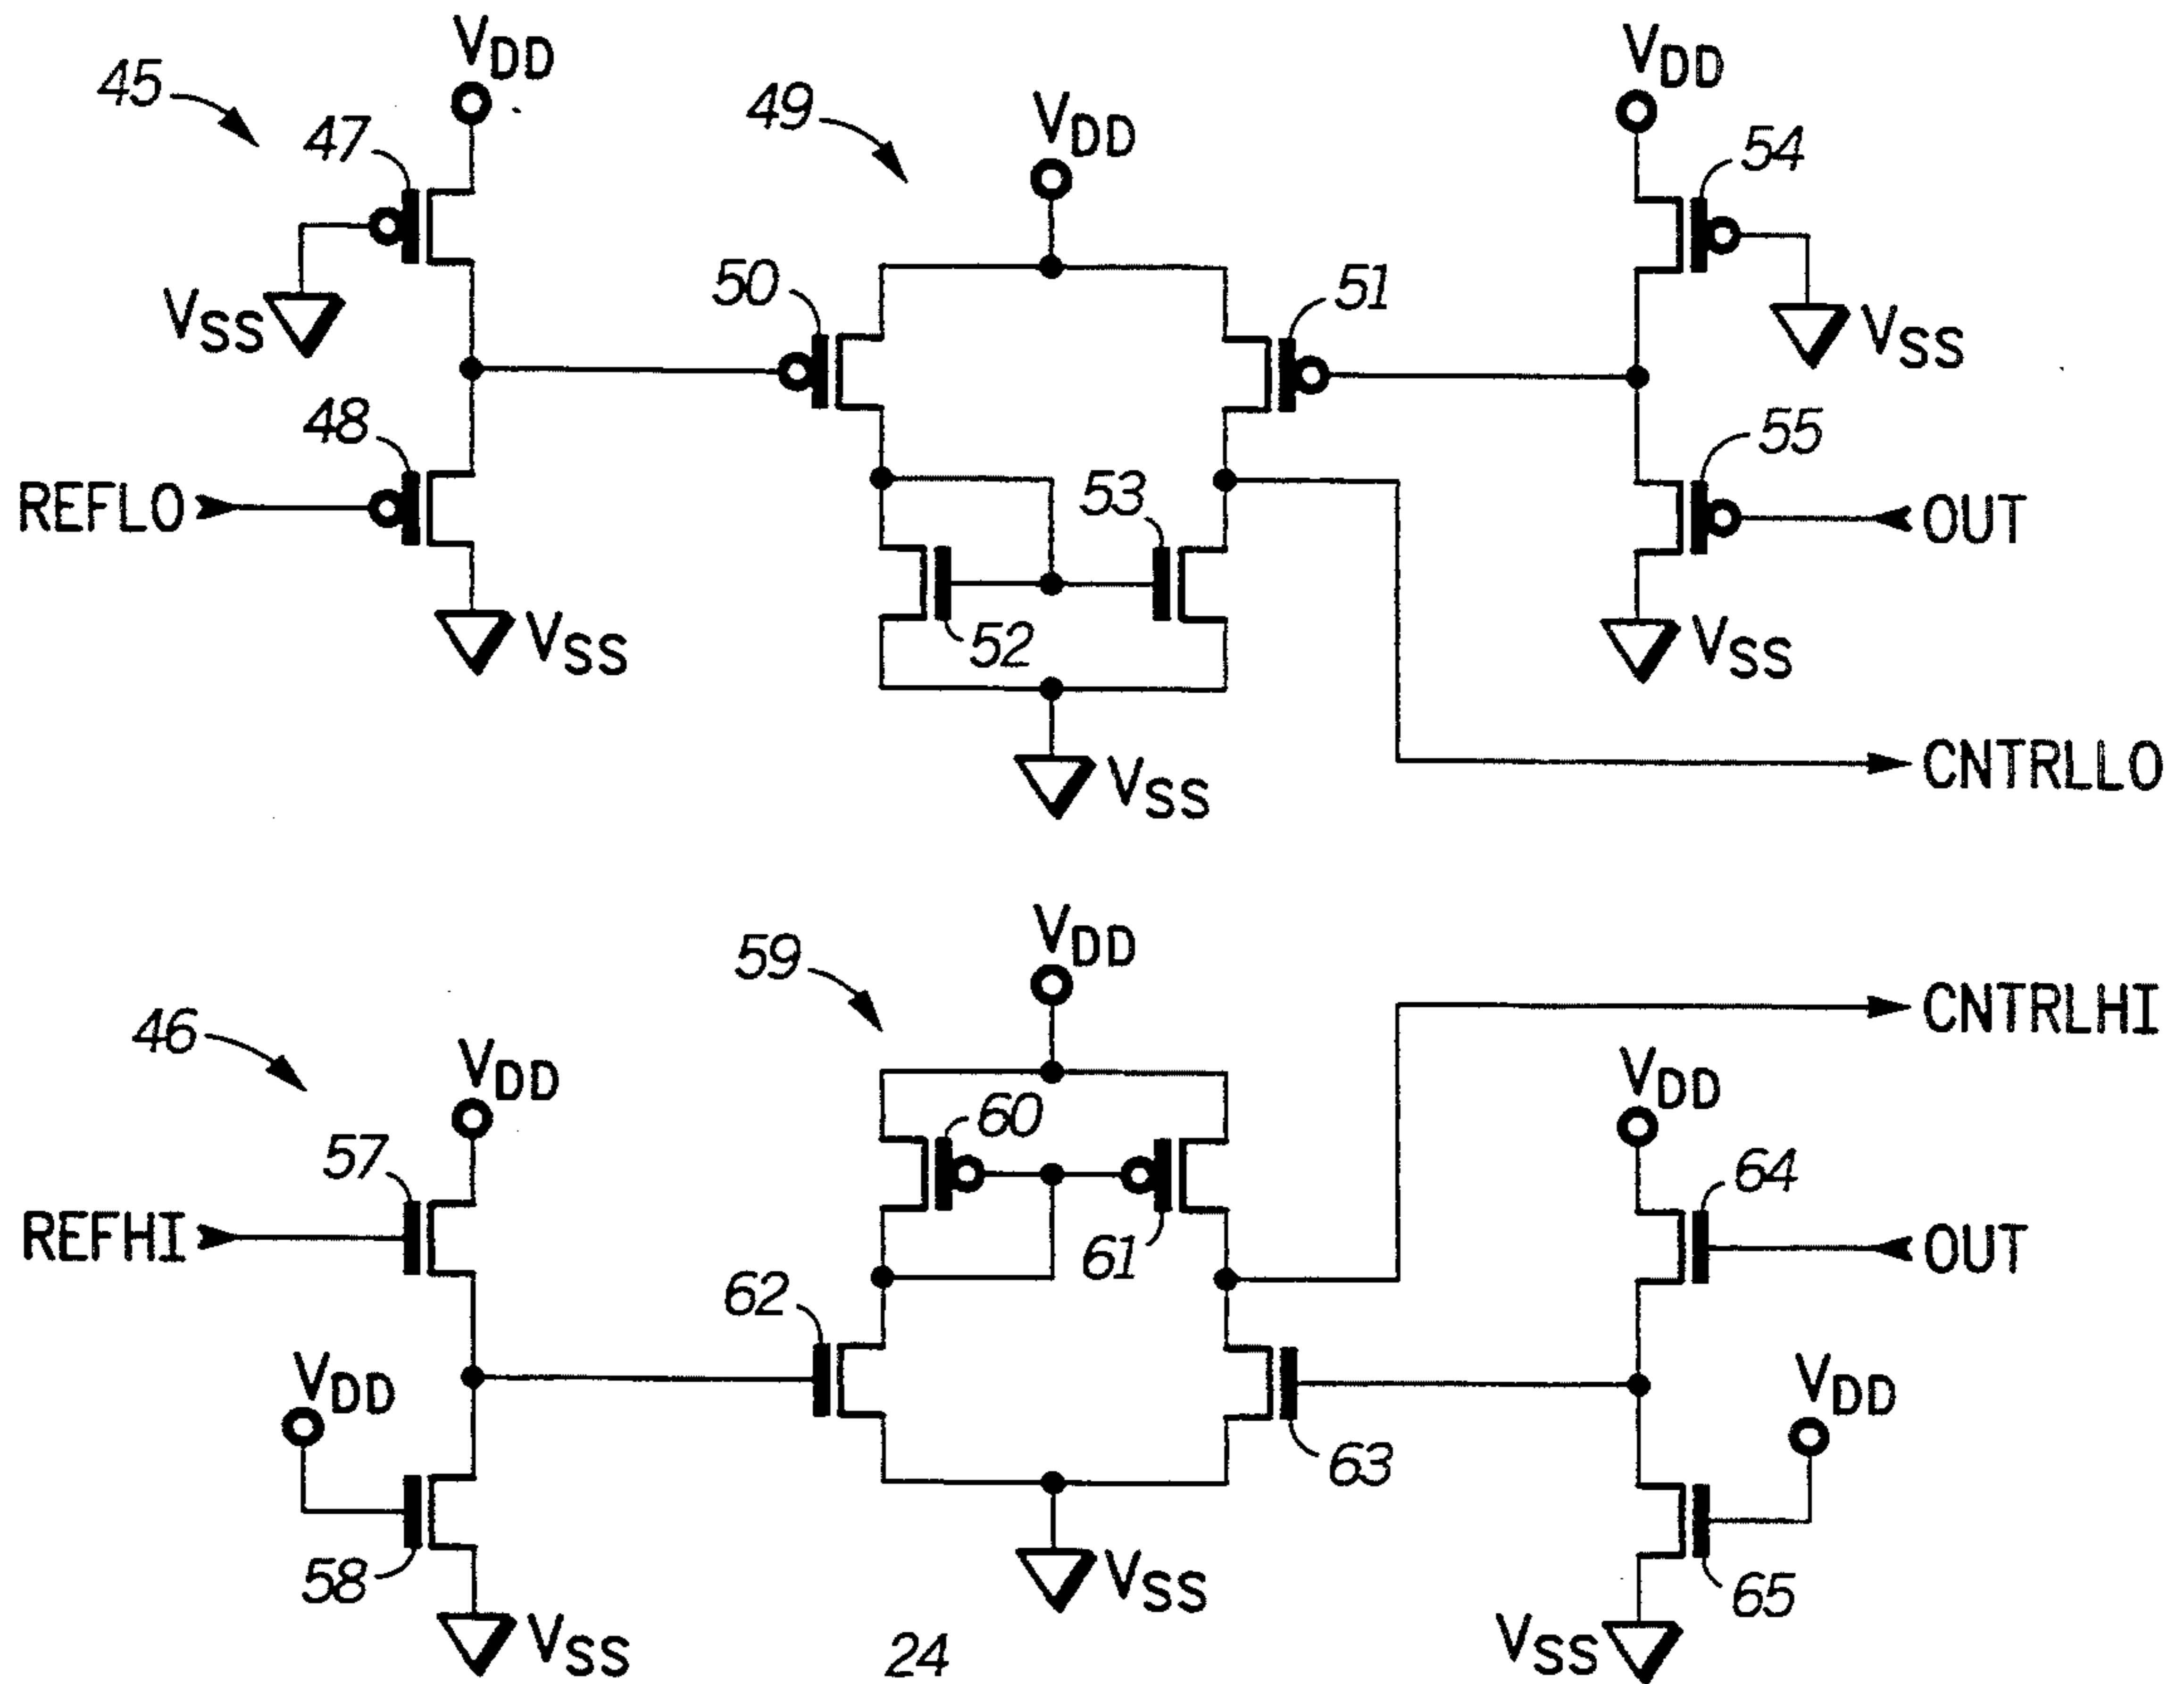 45
47
VDD
VSS
48
REFLO
VSS
49
VDD
50
51
53
52
VSS
VDD
54
VSS
55
OUT
VSS
CNTRLLO
46
57
VDD
REFHI
VDD
58
VSS
59
VDD
60
61
62
63
VSS
24
CNTRLHI
VDD
64
OUT
VDD
65
VSS